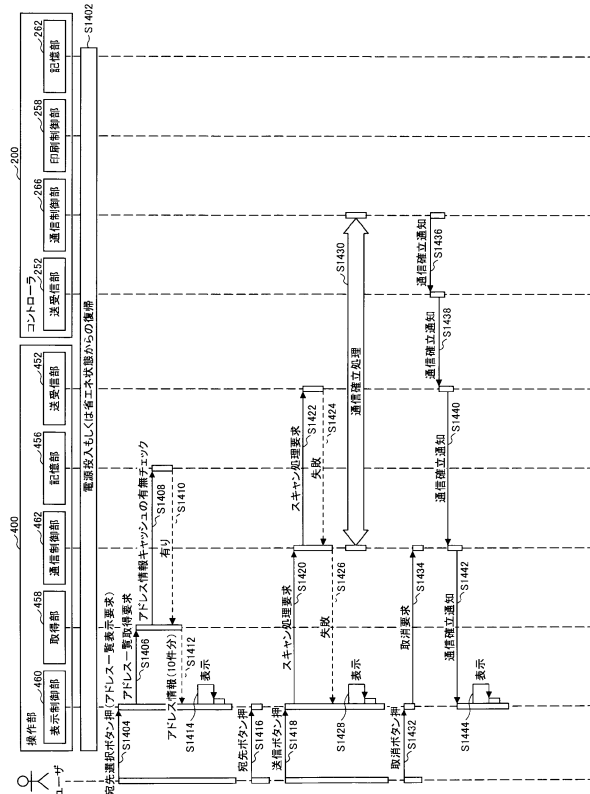 ユーザ
400
操作部
460
表示制御部
458
取得部
462
通信制御部
456
記憶部
452
送受信部
200
コントローラ
252
送受信部
266
通信制御部
258
印刷制御部
262
記憶部
電源投入もしくは省エネ状態からの復帰
S1402
宛先選択ボタン押(アドレス一覧表示要求)
S1404
アドレス一覧取得要求
S1406
アドレス情報キャッシュの有無チェック
S1408
有り
S1410
アドレス情報(10件分)
S1412
表示
S1414
宛先ボタン押
S1416
送信ボタン押
S1418
スキャン処理要求
S1420
スキャン処理要求
S1422
失敗
S1424
失敗
S1426
表示
S1428
通信確立処理
S1430
取消ボタン押
S1432
取消要求
S1434
通信確立通知
S1436
通信確立通知
S1438
通信確立通知
S1440
通信確立通知
S1442
表示
S1444